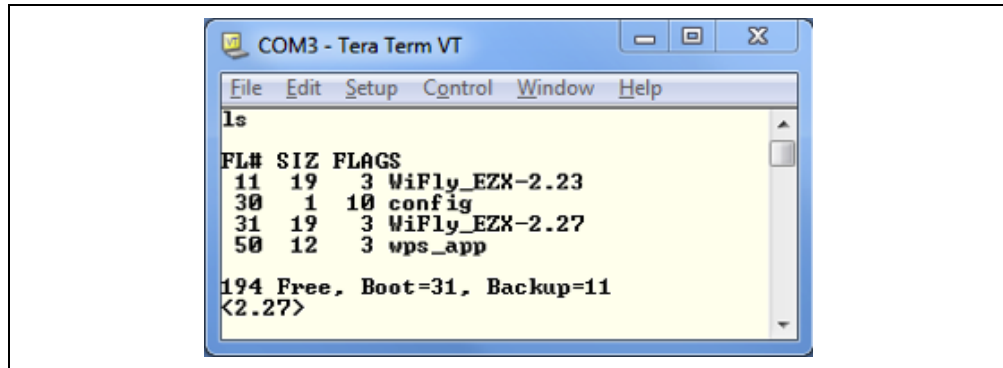 COM3 - Tera Term VT
File Edit Setup Control Window Help
ls
FL# SIZ FLAGS
11 19 3 WiFly_EZX-2.23
30 1 10 config
31 19 3 WiFly_EZX-2.27
50 12 3 wps_app
194 Free, Boot=31, Backup=11
<2.27>